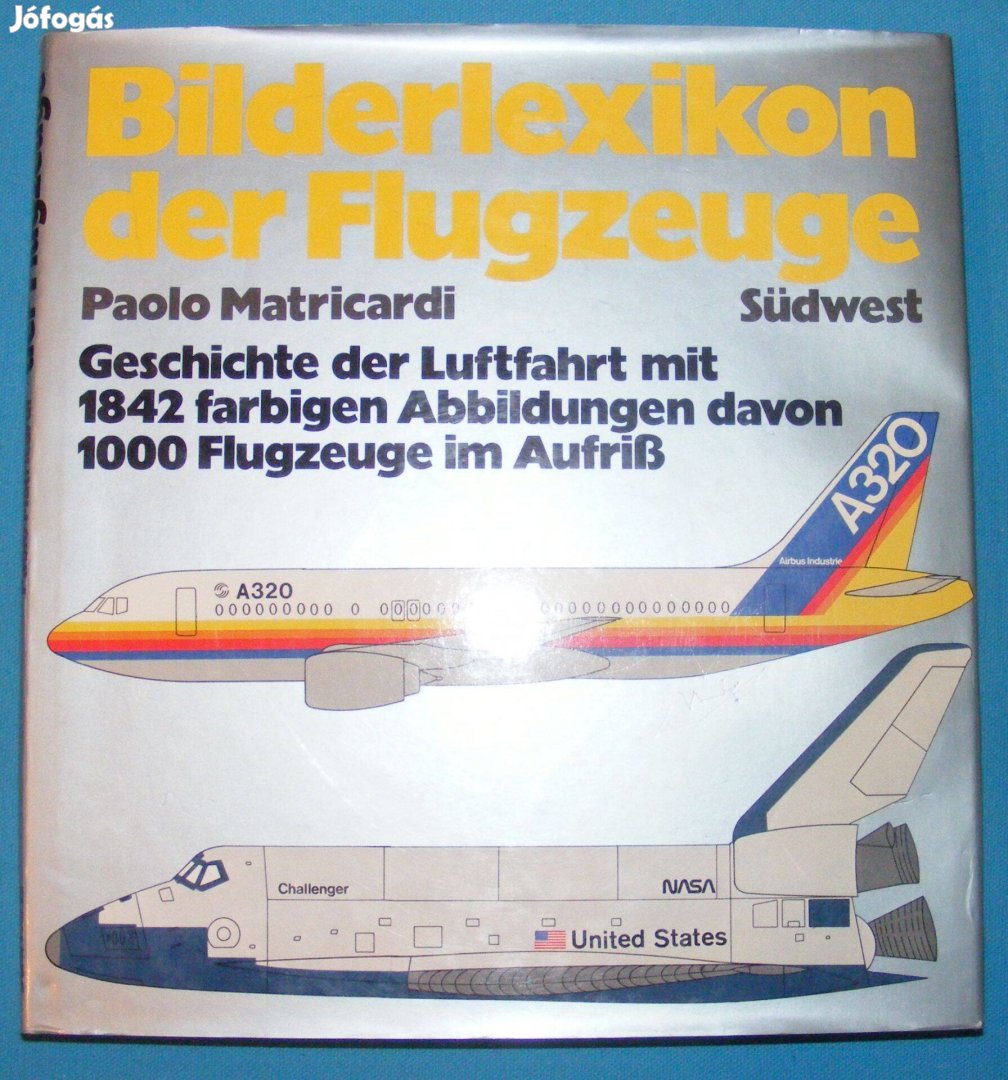 Jófogás
Bilderlexikon
der Flugzeuge
Paolo Matricardi
Südwest
Geschichte der Luftfahrt mit
1842 farbigen Abbildungen davon
1000 Flugzeuge im Aufriß
A320
Airbus Industrie
A320
Challenger
NASA
United States